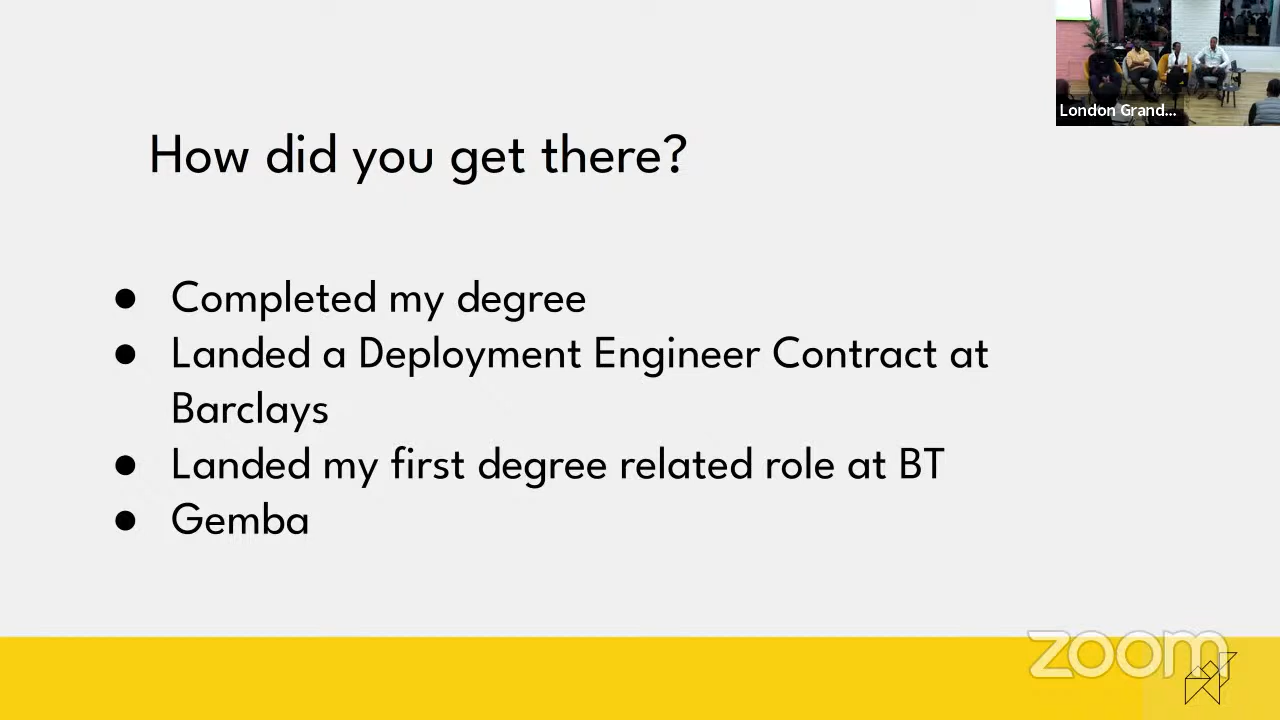 London Grand...
How did you get there?
● Completed my degree
● Landed a Deployment Engineer Contract at
Barclays
● Landed my first degree related role at BT
● Gemba
zoom